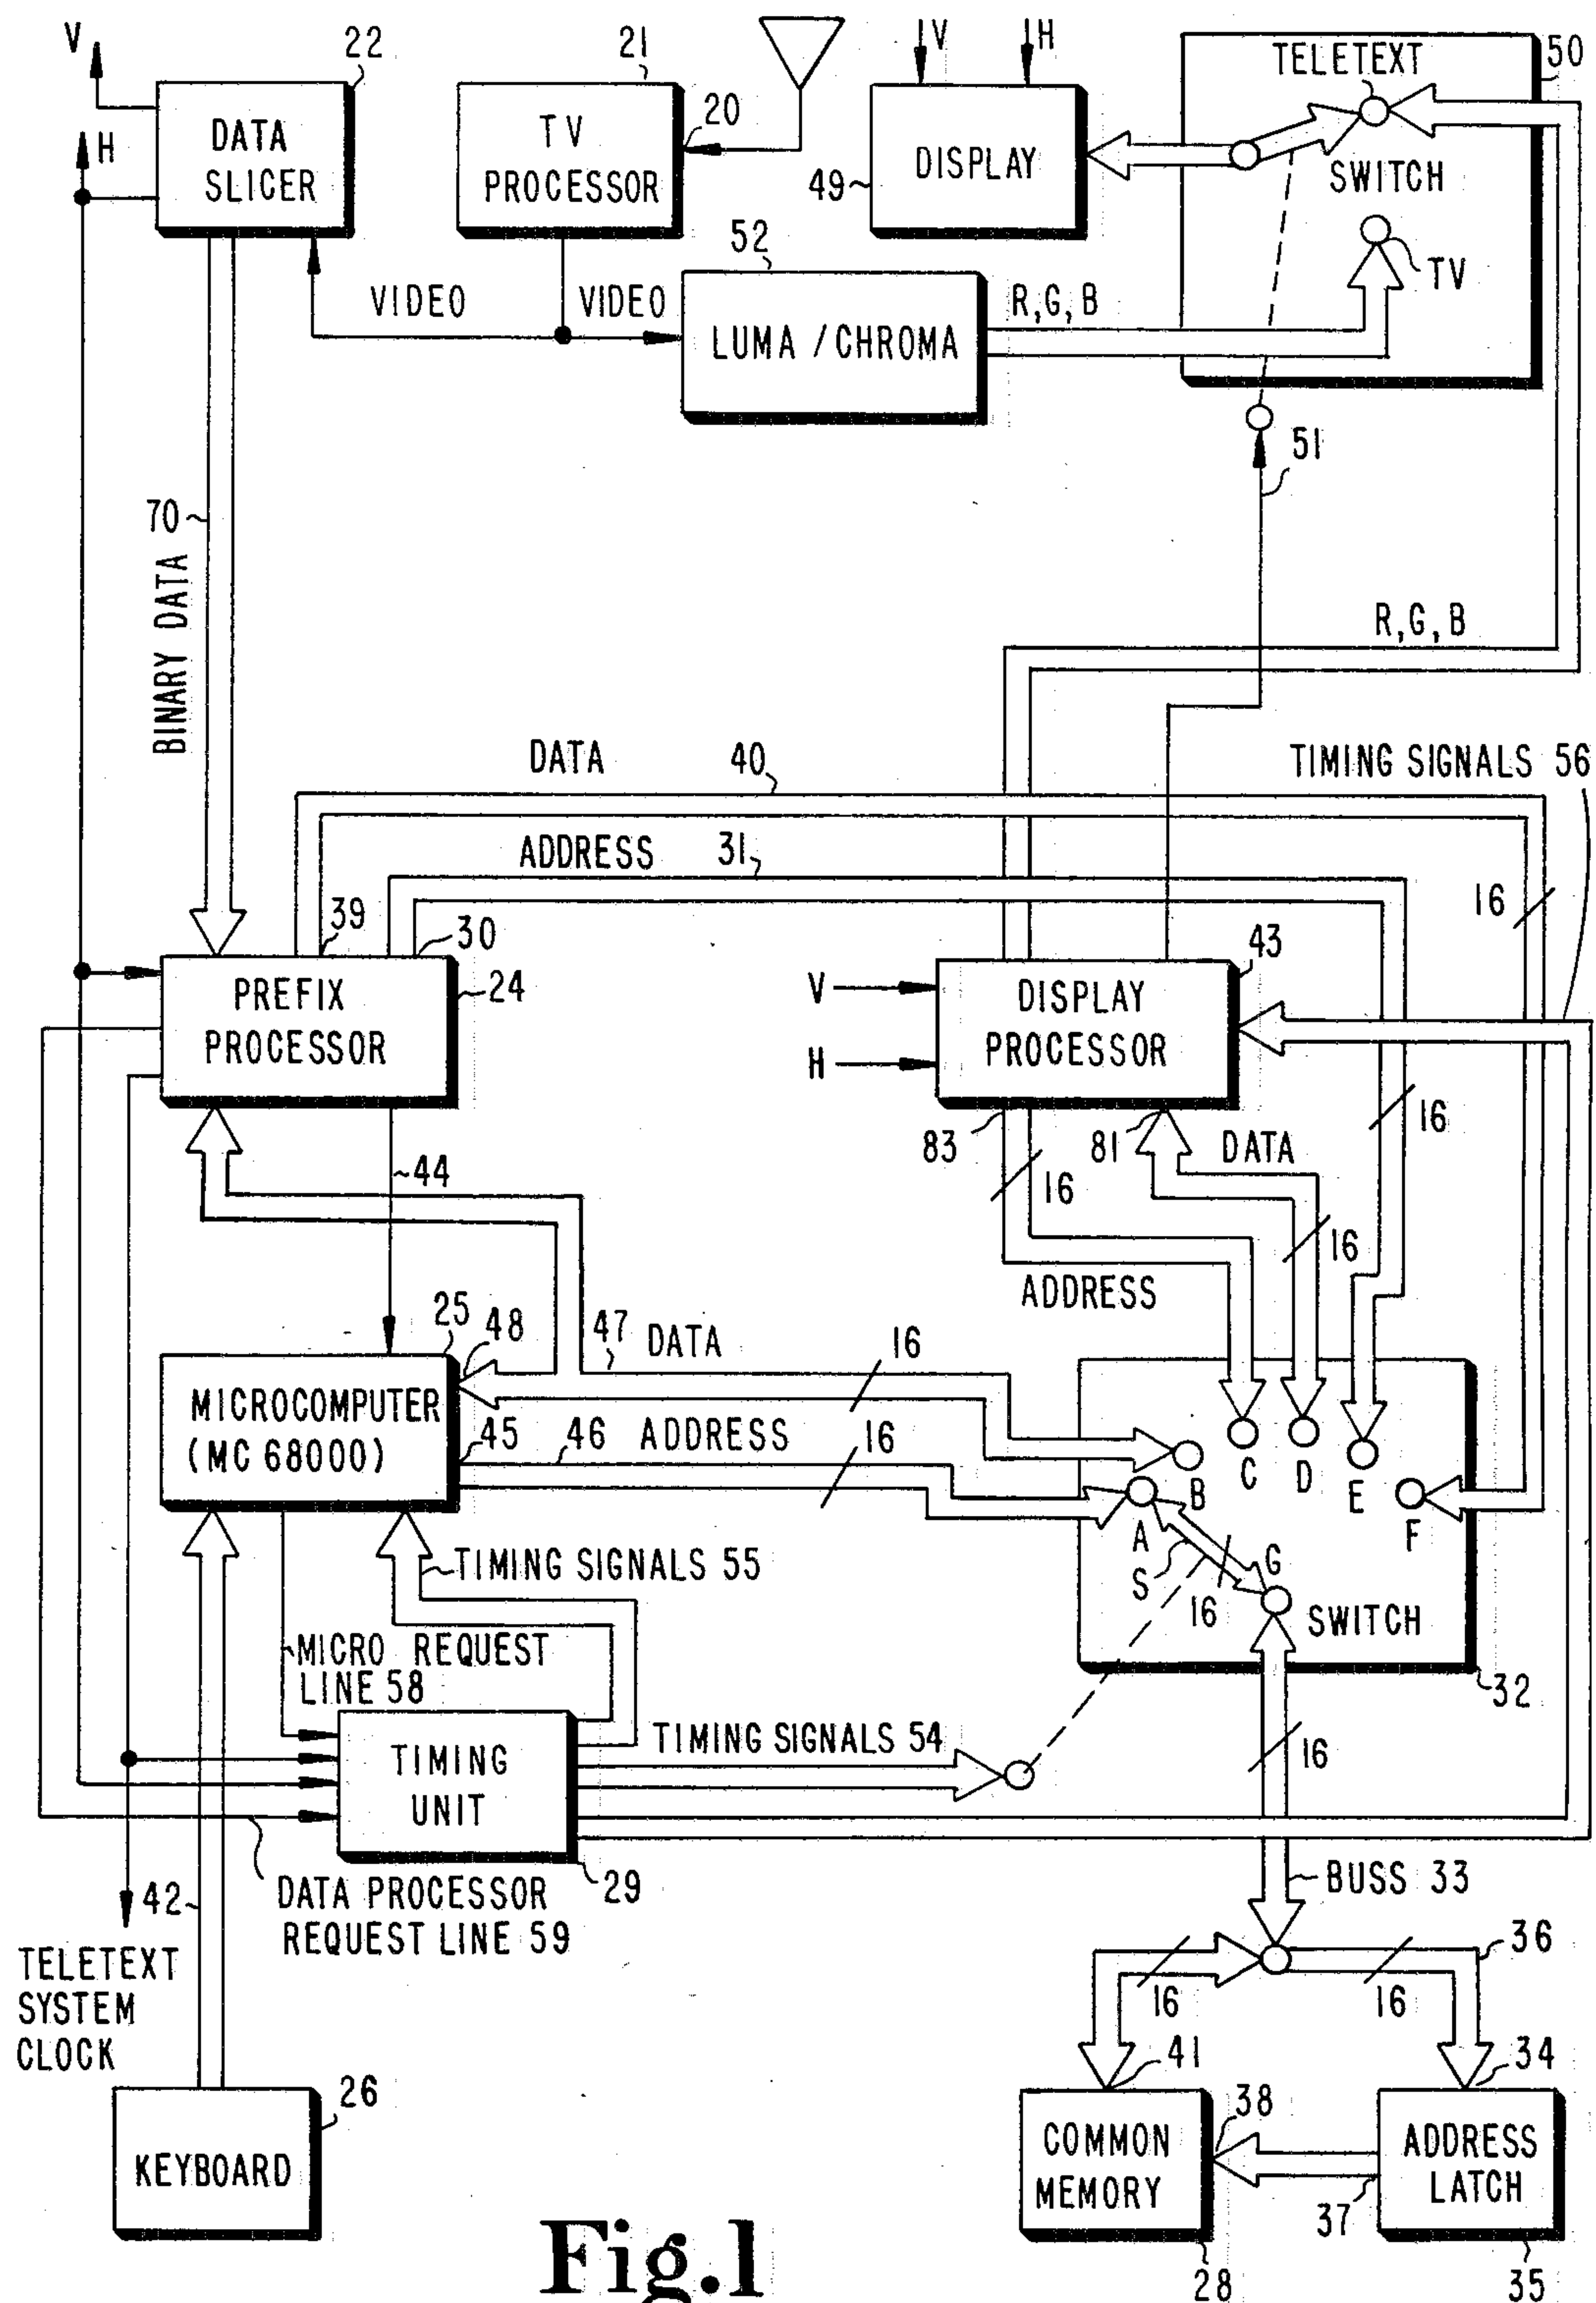 V
22
21
V
H
TELETEXT
50
H
DATA
SLICER
TV
PROCESSOR
20
DISPLAY
49
SWITCH
52
TV
VIDEO
VIDEO
R,G,B
LUMA / CHROMA
51
70
BINARY DATA
R,G,B
DATA
40
TIMING SIGNALS 56
ADDRESS
31
16
39
30
43
PREFIX
PROCESSOR
24
V
H
DISPLAY
PROCESSOR
16
83
81
DATA
44
16
16
ADDRESS
25
48
47
DATA
16
MICROCOMPUTER
(MC 68000)
45
46
ADDRESS
16
B
C
D
E
F
A
S
G
16
SWITCH
32
TIMING SIGNALS 55
MICRO REQUEST
LINE 58
TIMING SIGNALS 54
16
TIMING
UNIT
29
42
DATA PROCESSOR
REQUEST LINE 59
BUSS 33
TELETEXT
SYSTEM
CLOCK
36
16
16
41
34
26
38
KEYBOARD
COMMON
MEMORY
ADDRESS
LATCH
37
28
35
Fig.1